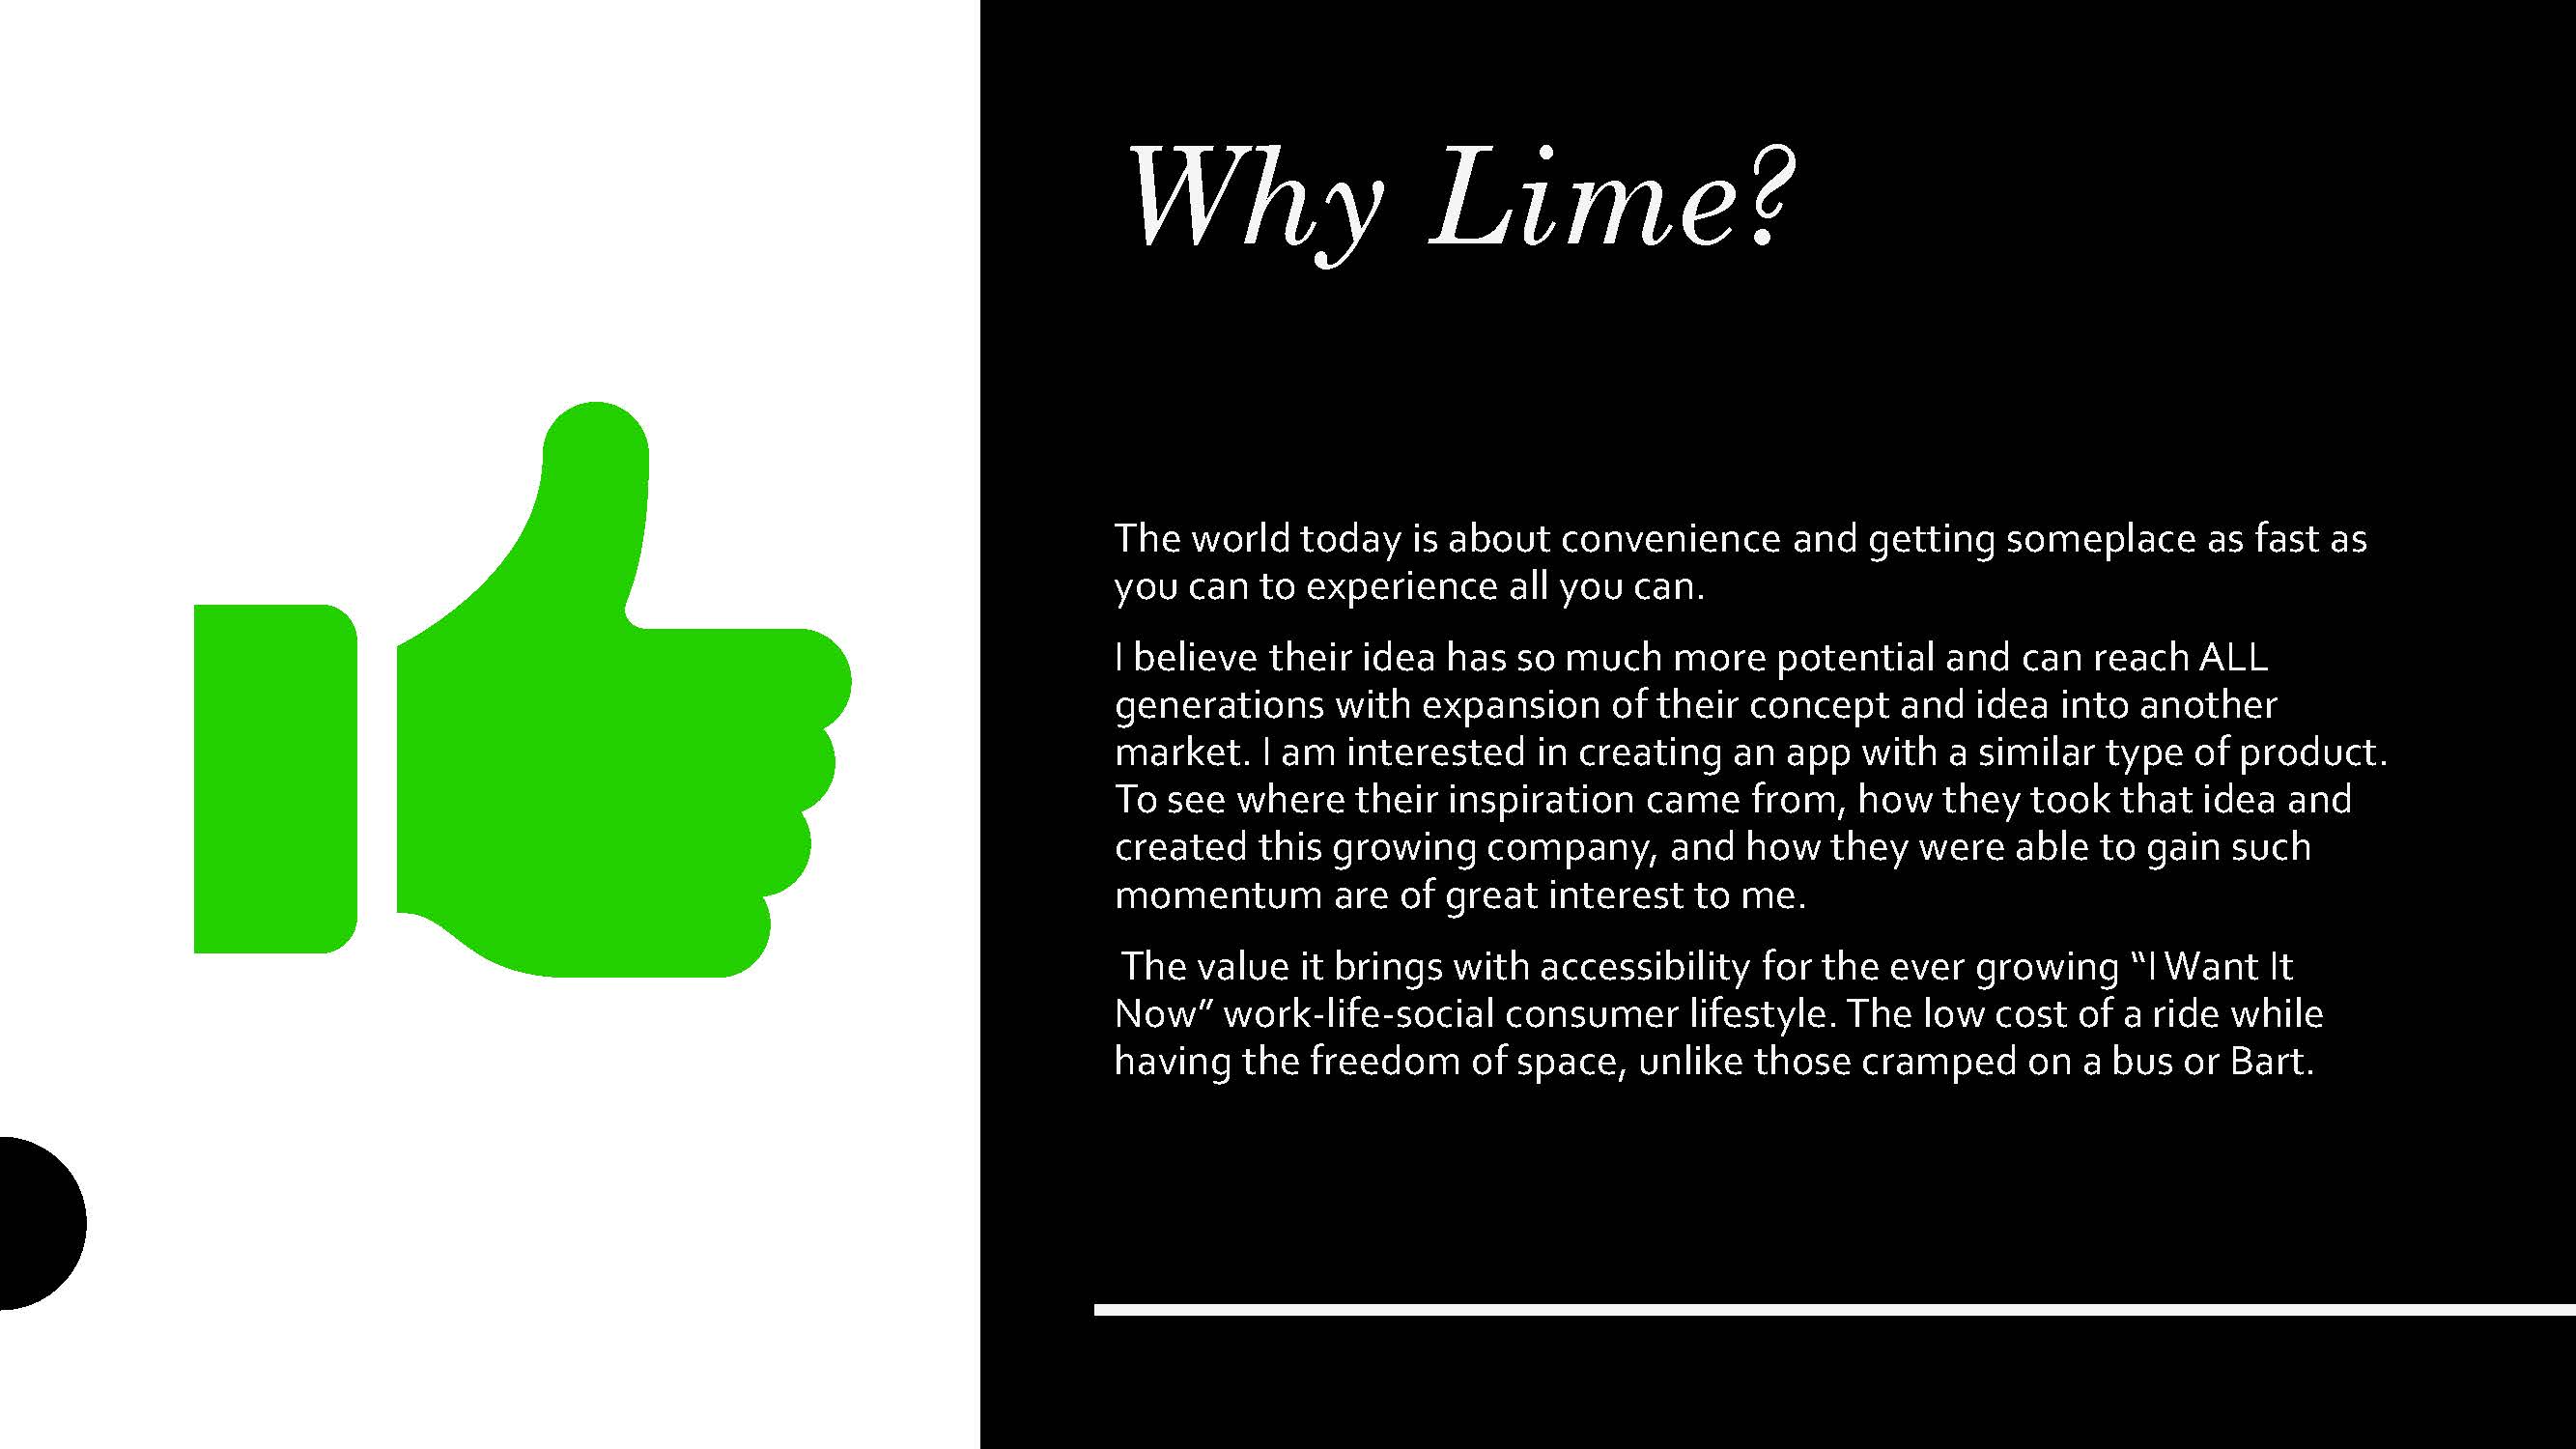 Why Lime?
The world today is about convenience and getting someplace as fast as
you can to experience all you can.
I believe their idea has so much more potential and can reach ALL
generations with expansion of their concept and idea into another
market. I am interested in creating an app with a similar type of product.
To see where their inspiration came from, how they took that idea and
created this growing company, and how they were able to gain such
momentum are of great interest to me.
The value it brings with accessibility for the ever growing “I Want It
Now” work-life-social consumer lifestyle. The low cost of a ride while
having the freedom of space, unlike those cramped on a bus or Bart.